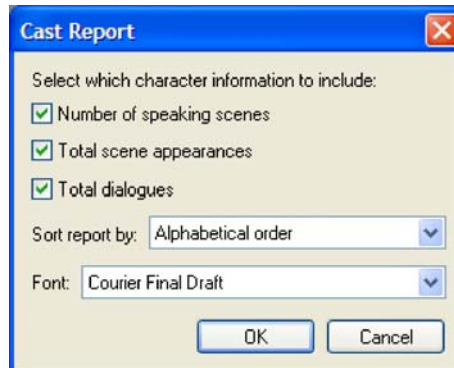 Cast Report
Select which character information to include:
Number of speaking scenes
Total scene appearances
Total dialogues
Sort report by: Alphabetical order
Font: Courier Final Draft
OK Cancel